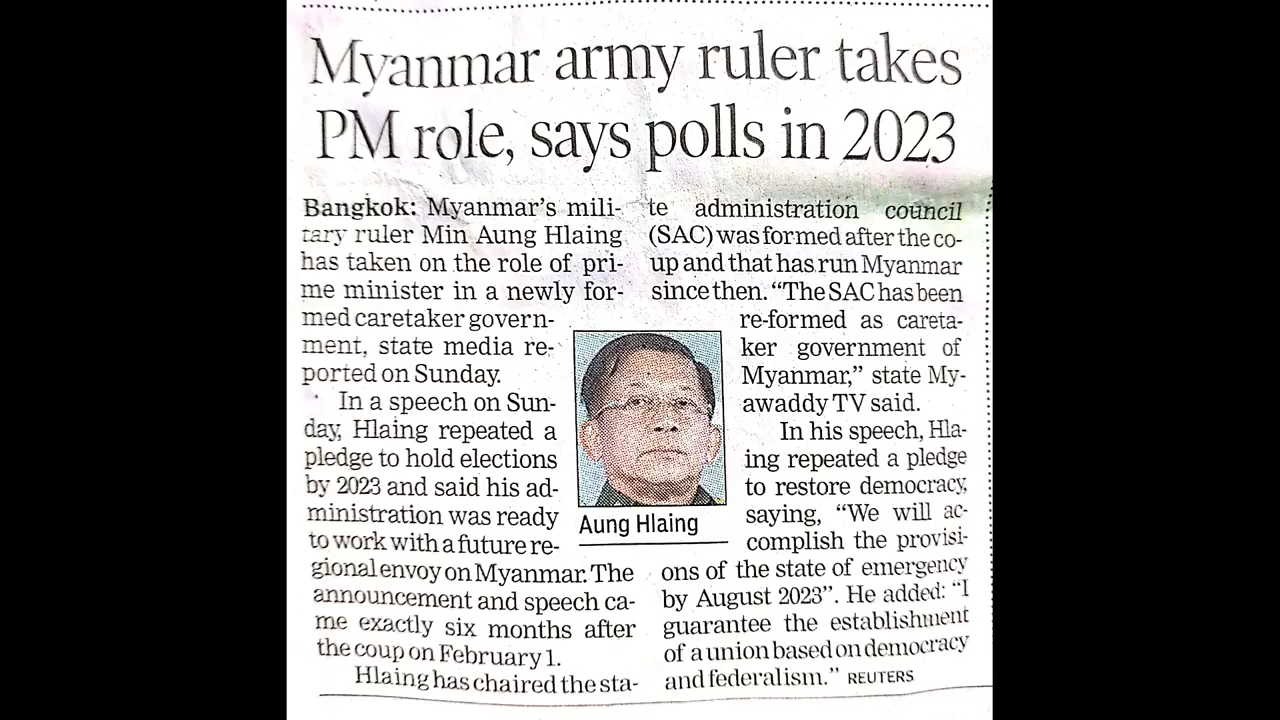 Myanmar army ruler takes
PM role, says polls in 2023
Bangkok: Myanmar's mili-
tary ruler Min Aung Hlaing
has taken on the role of pri-
me minister in a newly for-
med caretaker govern-
ment, state media re-
ported on Sunday.
In a speech on Sun-
day, Hlaing repeated a
pledge to hold elections
by 2023 and said his ad-
ministration was ready
to work with a future re-
gional envoy on Myanmar. The
announcement and speech ca-
me exactly six months after
the coup on February 1.
Hlaing has chaired the sta-
te administration council
(SAC) was formed after the co-
up and that has run Myanmar
since then. "The SAC has been
re-formed as careta-
ker government of
Myanmar," state My-
awaddy TV said.
In his speech, Hla-
ing repeated a pledge
to restore democracy,
saying, "We will ac-
complish the provisi-
ons of the state of emergency
by August 2023". He added: "I
guarantee the establishment
of a union based on democracy
and federalism." REUTERS
Aung Hlaing